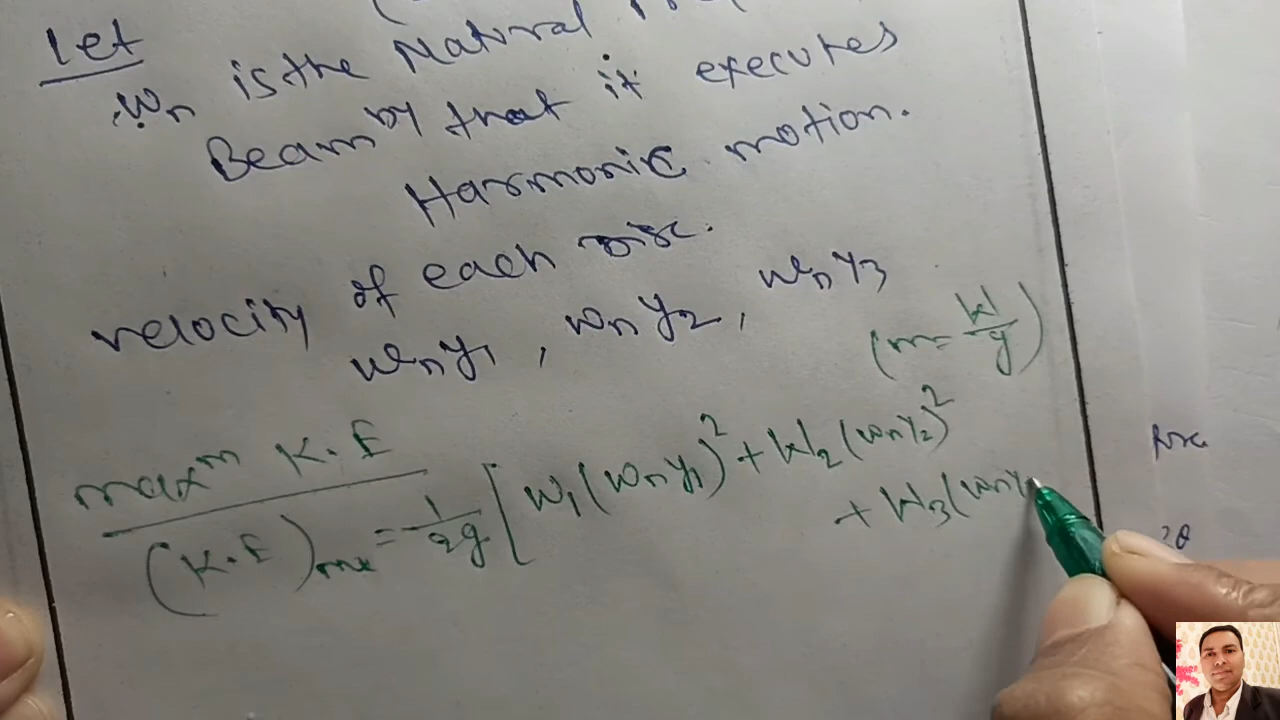 Let
ωn is the Natural
Beam by that it executes
Harmonic motion.
velocity of each disc.
ωny1, ωny2, ωny3
(m = W/g)
maxm K.E
(K.E)max = 1/2g [W1(ωny1)² + W2(ωny2)²
+ W3(ωny